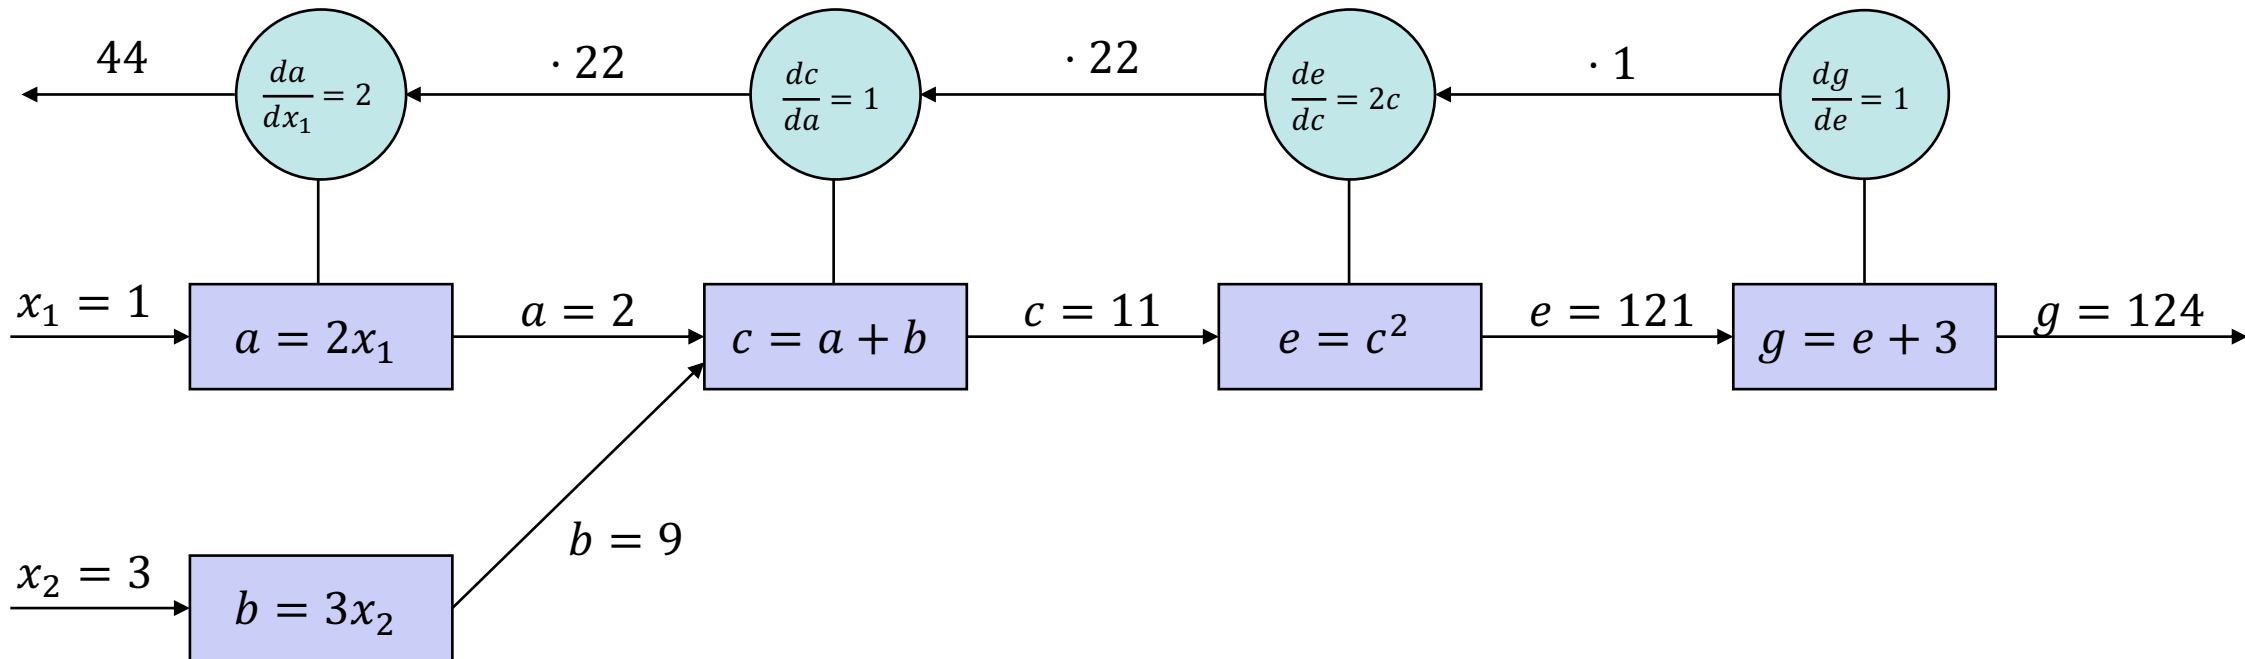 44
· 22
· 22
· 1
da/dx₁ = 2
dc/da = 1
de/dc = 2c
dg/de = 1
x₁ = 1
a = 2x₁
a = 2
c = a + b
c = 11
e = c²
e = 121
g = e + 3
g = 124
b = 9
x₂ = 3
b = 3x₂